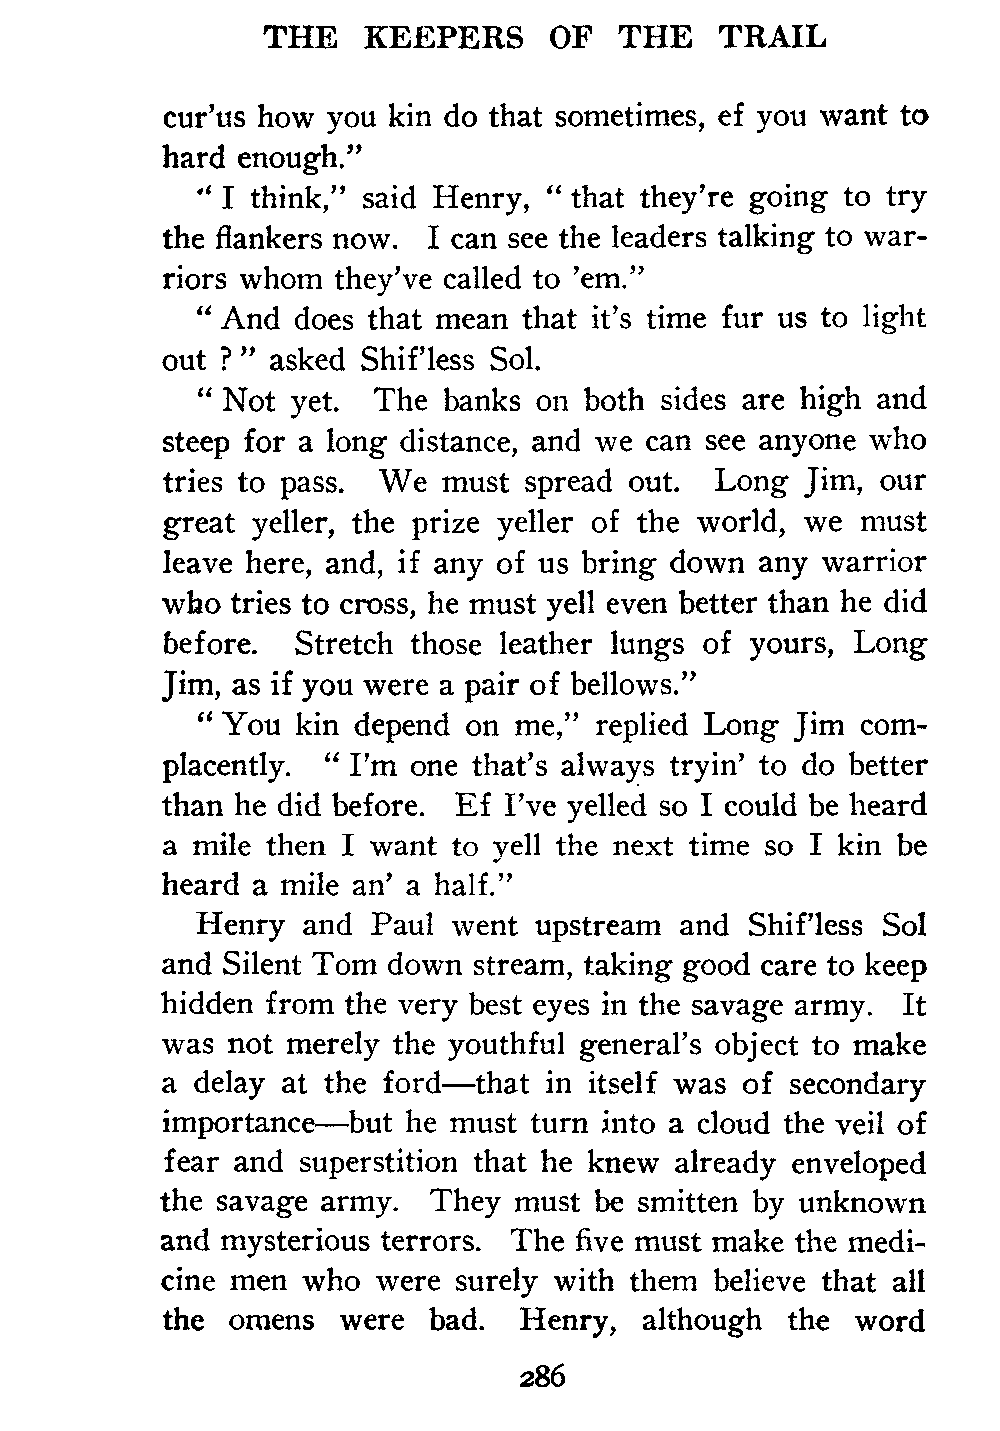 THE KEEPERS OF THE TRAIL
cur'us how you kin do that sometimes, ef you want to
hard enough."
"I think," said Henry, "that they're going to try
the flankers now. I can see the leaders talking to war-
riors whom they've called to 'em."
"And does that mean that it's time fur us to light
out?" asked Shif'less Sol.
"Not yet. The banks on both sides are high and
steep for a long distance, and we can see anyone who
tries to pass. We must spread out. Long Jim, our
great yeller, the prize yeller of the world, we must
leave here, and, if any of us bring down any warrior
who tries to cross, he must yell even better than he did
before. Stretch those leather lungs of yours, Long
Jim, as if you were a pair of bellows."
"You kin depend on me," replied Long Jim com-
placently. "I'm one that's always tryin' to do better
than he did before. Ef I've yelled so I could be heard
a mile then I want to yell the next time so I kin be
heard a mile an' a half."
Henry and Paul went upstream and Shif'less Sol
and Silent Tom down stream, taking good care to keep
hidden from the very best eyes in the savage army. It
was not merely the youthful general's object to make
a delay at the ford—that in itself was of secondary
importance—but he must turn into a cloud the veil of
fear and superstition that he knew already enveloped
the savage army. They must be smitten by unknown
and mysterious terrors. The five must make the medi-
cine men who were surely with them believe that all
the omens were bad. Henry, although the word
286